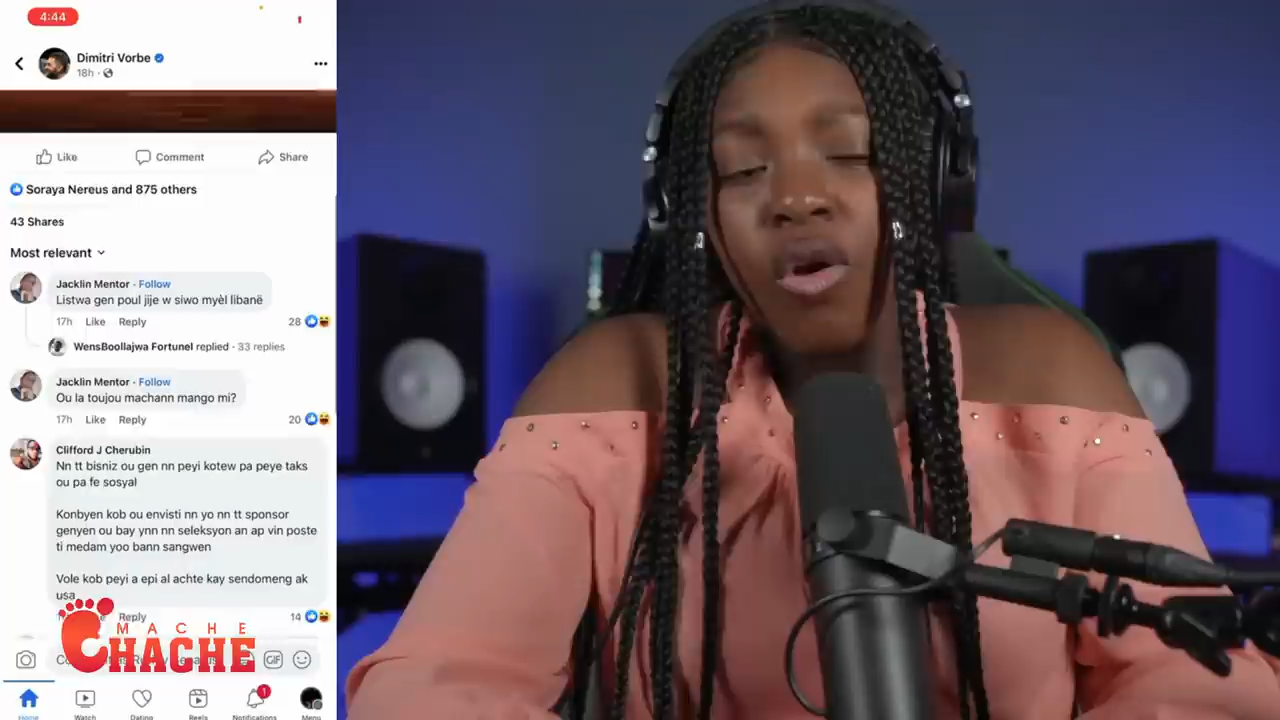 4:44
Dimitri Vorbe
18h
Like Comment Share
Soraya Nereus and 875 others
43 Shares
Most relevant
Jacklin Mentor · Follow
Listwa gen poul jije w siwo myèl libanë
17h Like Reply 28
WensBoollajwa Fortunel replied · 33 replies
Jacklin Mentor · Follow
Ou la toujou machann mango mi?
17h Like Reply 20
Clifford J Cherubin
Nn tt bisniz ou gen nn peyi kotew pa peye taks
ou pa fe sosyal
Konbyen kob ou envisti nn yo nn tt sponsor
genyen ou bay ynn nn seleksyon an ap vin poste
ti medam yoo bann sangwen
Vole kob peyi a epi al achte kay sendomeng ak
usa
Reply 14
MACHE
CHACHE
GIF
1
Home Watch Dating Reels Notifications Menu